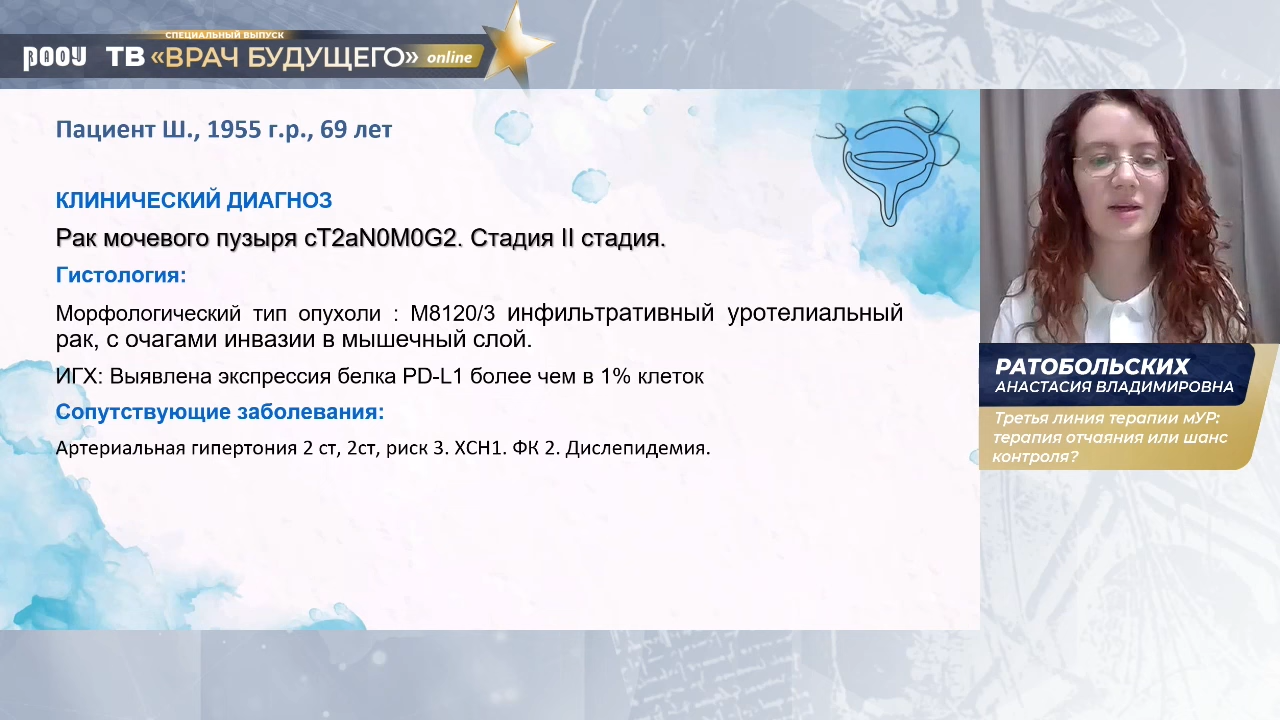 СПЕЦИАЛЬНЫЙ ВЫПУСК
РООУ ТВ «ВРАЧ БУДУЩЕГО» online
Пациент Ш., 1955 г.р., 69 лет
КЛИНИЧЕСКИЙ ДИАГНОЗ
Рак мочевого пузыря cT2aN0M0G2. Стадия II стадия.
Гистология:
Морфологический тип опухоли : М8120/3 инфильтративный уротелиальный
рак, с очагами инвазии в мышечный слой.
ИГХ: Выявлена экспрессия белка PD-L1 более чем в 1% клеток
Сопутствующие заболевания:
Артериальная гипертония 2 ст, 2ст, риск 3. ХСН1. ФК 2. Дислепидемия.
РАТОБОЛЬСКИХ
АНАСТАСИЯ ВЛАДИМИРОВНА
Третья линия терапии мУР:
терапия отчаяния или шанс
контроля?